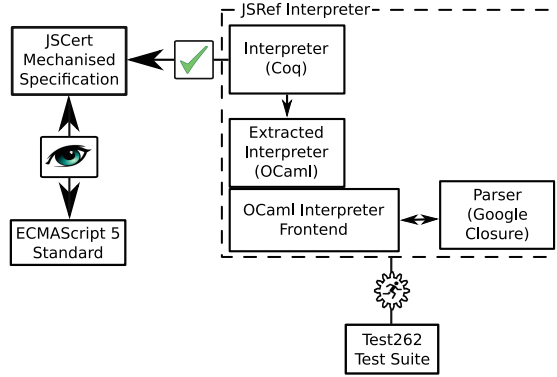 JSRef Interpreter
JSCert
Mechanised
Specification
Interpreter
(Coq)
Extracted
Interpreter
(OCaml)
OCaml Interpreter
Frontend
Parser
(Google
Closure)
ECMAScript 5
Standard
Test262
Test Suite